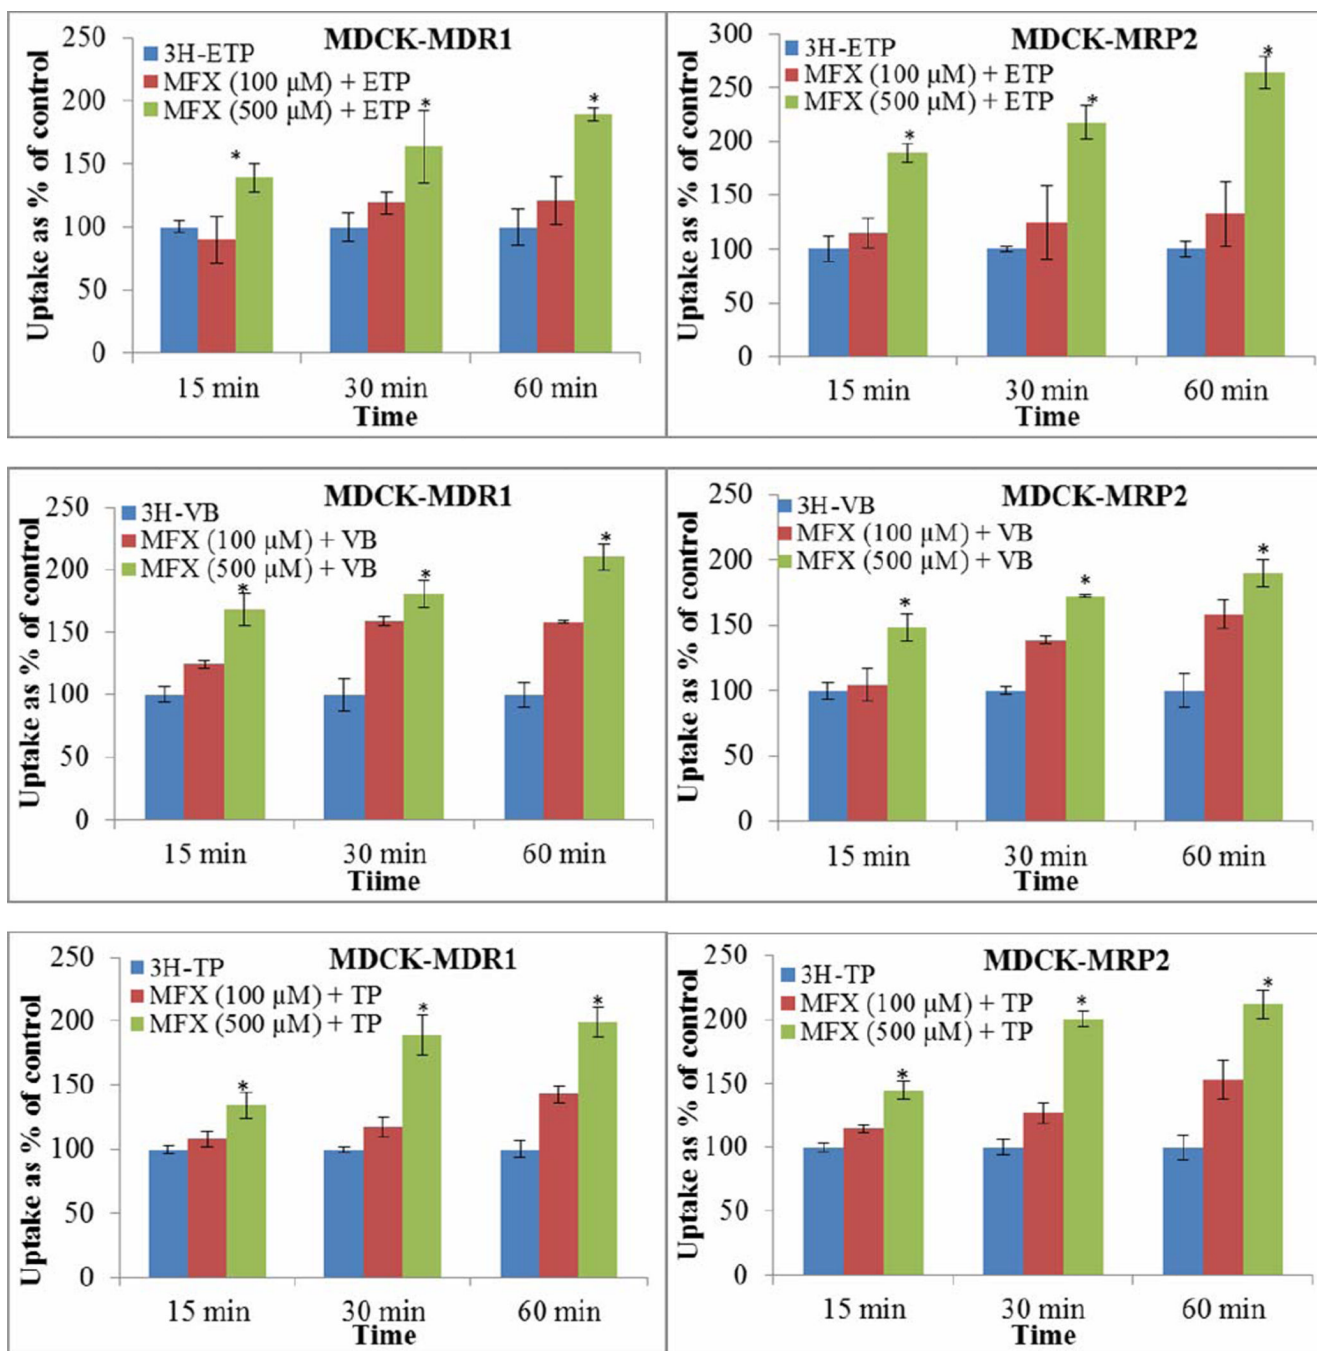 MDCK-MDR1
3H-ETP
MFX (100 µM) + ETP
MFX (500 µM) + ETP
Uptake as % of control
250
200
150
100
50
0
* * *
15 min 30 min 60 min
Time
MDCK-MRP2
3H-ETP
MFX (100 µM) + ETP
MFX (500 µM) + ETP
Uptake as % of control
300
250
200
150
100
50
0
* * *
15 min 30 min 60 min
Time
MDCK-MDR1
3H-VB
MFX (100 µM) + VB
MFX (500 µM) + VB
Uptake as % of control
250
200
150
100
50
0
* * *
15 min 30 min 60 min
Tiime
MDCK-MRP2
3H-VB
MFX (100 µM) + VB
MFX (500 µM) + VB
Uptake as % of control
250
200
150
100
50
0
* * *
15 min 30 min 60 min
Time
MDCK-MDR1
3H-TP
MFX (100 µM) + TP
MFX (500 µM) + TP
Uptake as % of control
250
200
150
100
50
0
* * *
15 min 30 min 60 min
Time
MDCK-MRP2
3H-TP
MFX (100 µM) + TP
MFX (500 µM) + TP
Uptake as % of control
250
200
150
100
50
0
* * *
15 min 30 min 60 min
Time